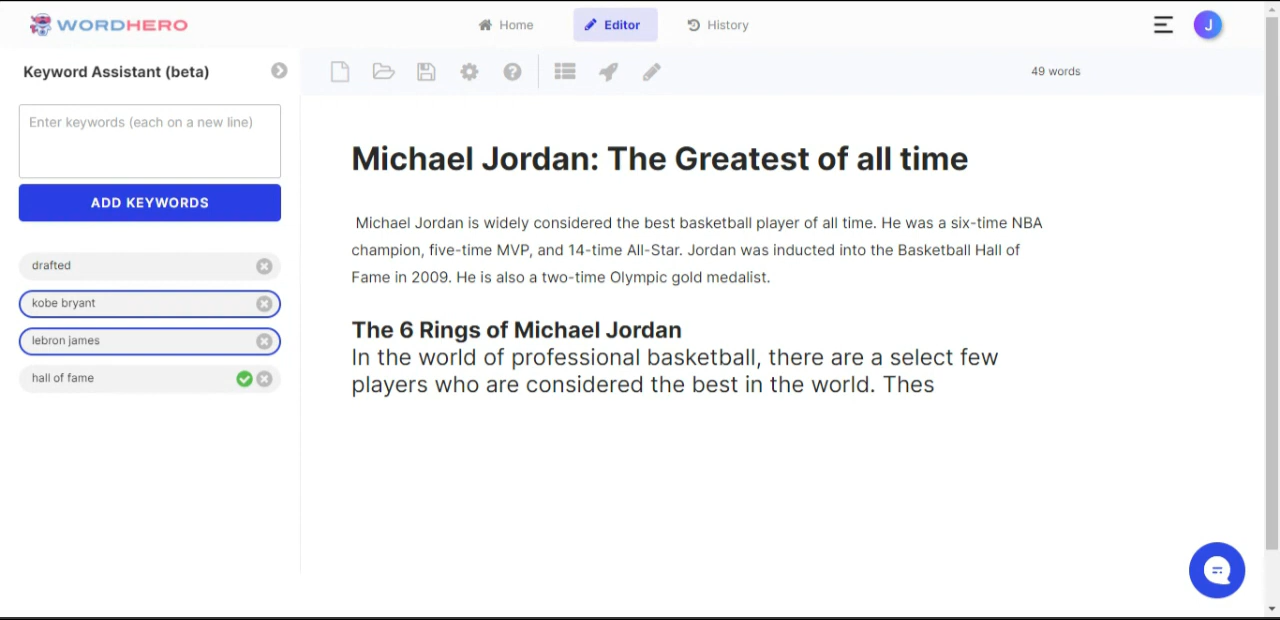 WORDHERO
Home
Editor
History
J
Keyword Assistant (beta)
49 words
Enter keywords (each on a new line)
ADD KEYWORDS
drafted
kobe bryant
lebron james
hall of fame
Michael Jordan: The Greatest of all time
Michael Jordan is widely considered the best basketball player of all time. He was a six-time NBA
champion, five-time MVP, and 14-time All-Star. Jordan was inducted into the Basketball Hall of
Fame in 2009. He is also a two-time Olympic gold medalist.
The 6 Rings of Michael Jordan
In the world of professional basketball, there are a select few
players who are considered the best in the world. Thes